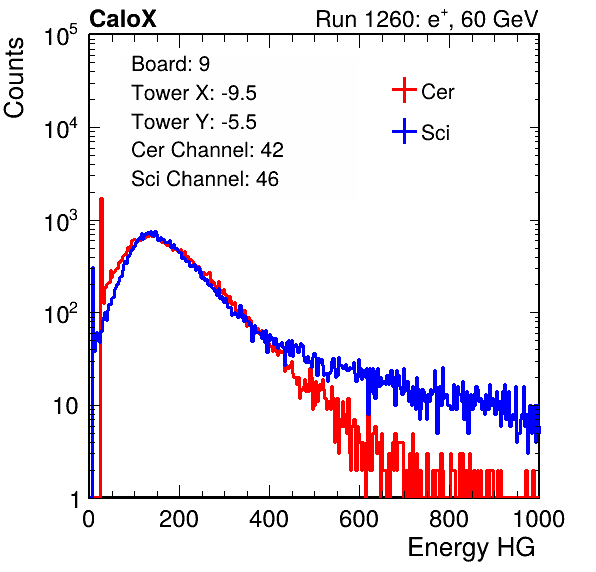 CaloX Run 1260: e⁺, 60 GeV
Counts
10⁵
10⁴
10³
10²
10
1
Board: 9
Tower X: -9.5
Tower Y: -5.5
Cer Channel: 42
Sci Channel: 46
Cer
Sci
0 200 400 600 800 1000
Energy HG